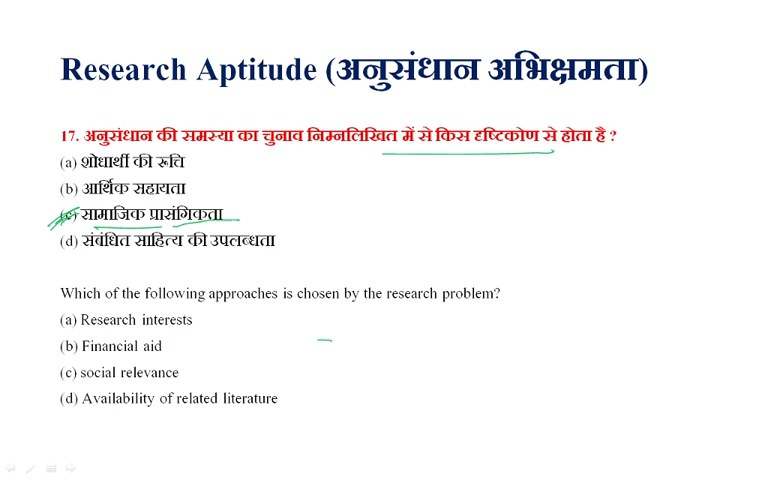 Research Aptitude (अनुसंधान अभिक्षमता)
17. अनुसंधान की समस्या का चुनाव निम्नलिखित में से किस दृष्टिकोण से होता है ?
(a) शोधार्थी की रूचि
(b) आर्थिक सहायता
(c) सामाजिक प्रासंगिकता
(d) संबंधित साहित्य की उपलब्धता
Which of the following approaches is chosen by the research problem?
(a) Research interests
(b) Financial aid
(c) social relevance
(d) Availability of related literature